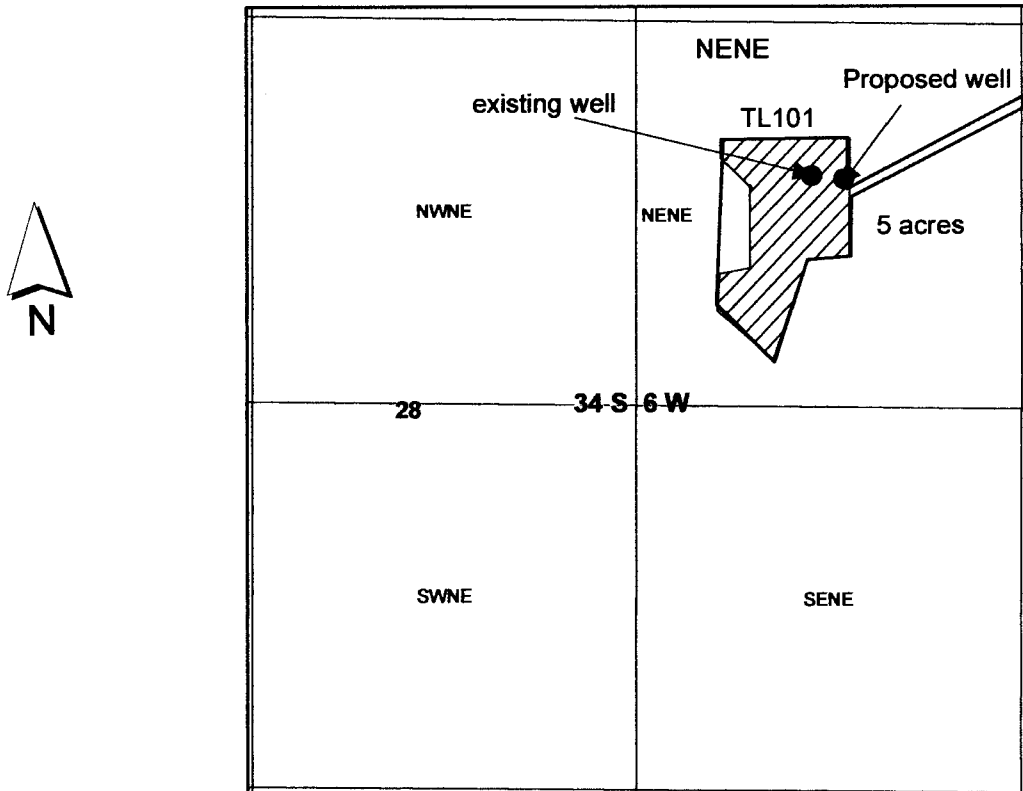 NENE
Proposed well
existing well
TL101
NWNE
NENE
5 acres
N
28
34 S 6 W
SWNE
SENE